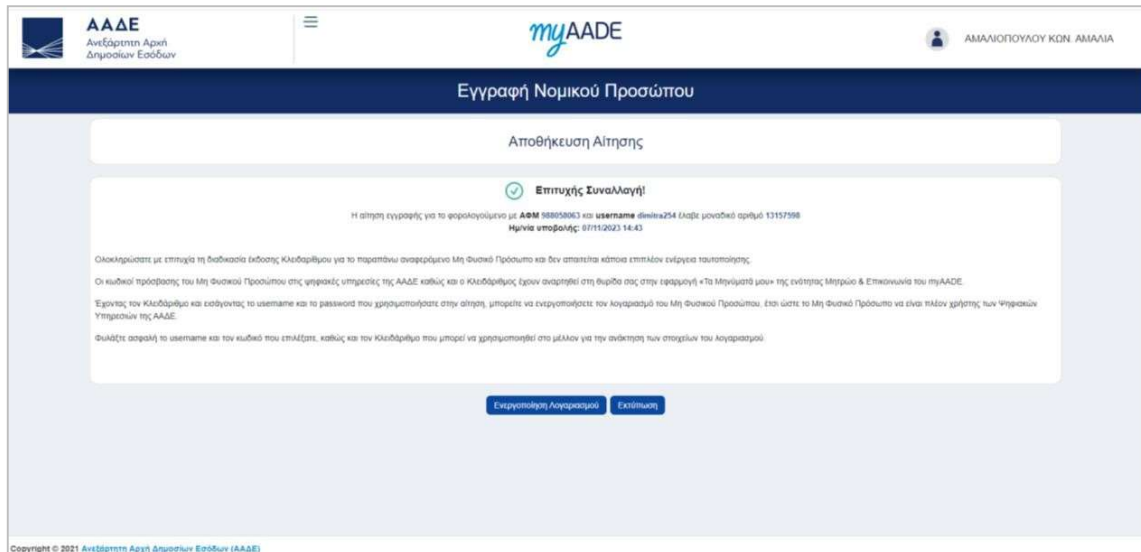 ΑΑΔΕ
Ανεξάρτητη Αρχή
Δημοσίων Εσόδων
myAADE
ΑΜΑΛΙΟΠΟΥΛΟΥ ΚΩΝ. ΑΜΑΛΙΑ
Εγγραφή Νομικού Προσώπου
Αποθήκευση Αίτησης
Επιτυχής Συναλλαγή!
Η αίτηση εγγραφής για το φορολογούμενο με ΑΦΜ 988058063 και username dimitra254 έλαβε μοναδικό αριθμό 13157598
Ημ/νία υποβολής: 07/11/2023 14:43
Ολοκληρώσατε με επιτυχία τη διαδικασία έκδοσης Κλειδαρίθμου για το παραπάνω αναφερόμενο Μη Φυσικό Πρόσωπο και δεν απαιτείται κάποια επιπλέον ενέργεια ταυτοποίησης.
Οι κωδικοί πρόσβασης του Μη Φυσικού Προσώπου στις ψηφιακές υπηρεσίες της ΑΑΔΕ καθώς και ο Κλειδάριθμος έχουν αναρτηθεί στη θυρίδα σας στην εφαρμογή «Τα Μηνύματά μου» της ενότητας Μητρώο & Επικοινωνία του myAADE.
Έχοντας τον Κλειδάριθμο και εισάγοντας το username και το password που χρησιμοποιήσατε στην αίτηση, μπορείτε να ενεργοποιήσετε τον λογαριασμό του Μη Φυσικού Προσώπου, έτσι ώστε το Μη Φυσικό Πρόσωπο να είναι πλέον χρήστης των Ψηφιακών
Υπηρεσιών της ΑΑΔΕ.
Φυλάξτε ασφαλή το username και τον κωδικό που επιλέξατε, καθώς και τον Κλειδάριθμο που μπορεί να χρησιμοποιηθεί στο μέλλον για την ανάκτηση των στοιχείων του λογαριασμού.
Ενεργοποίηση Λογαριασμού Εκτύπωση
Copyright © 2021 Ανεξάρτητη Αρχή Δημοσίων Εσόδων (ΑΑΔΕ)